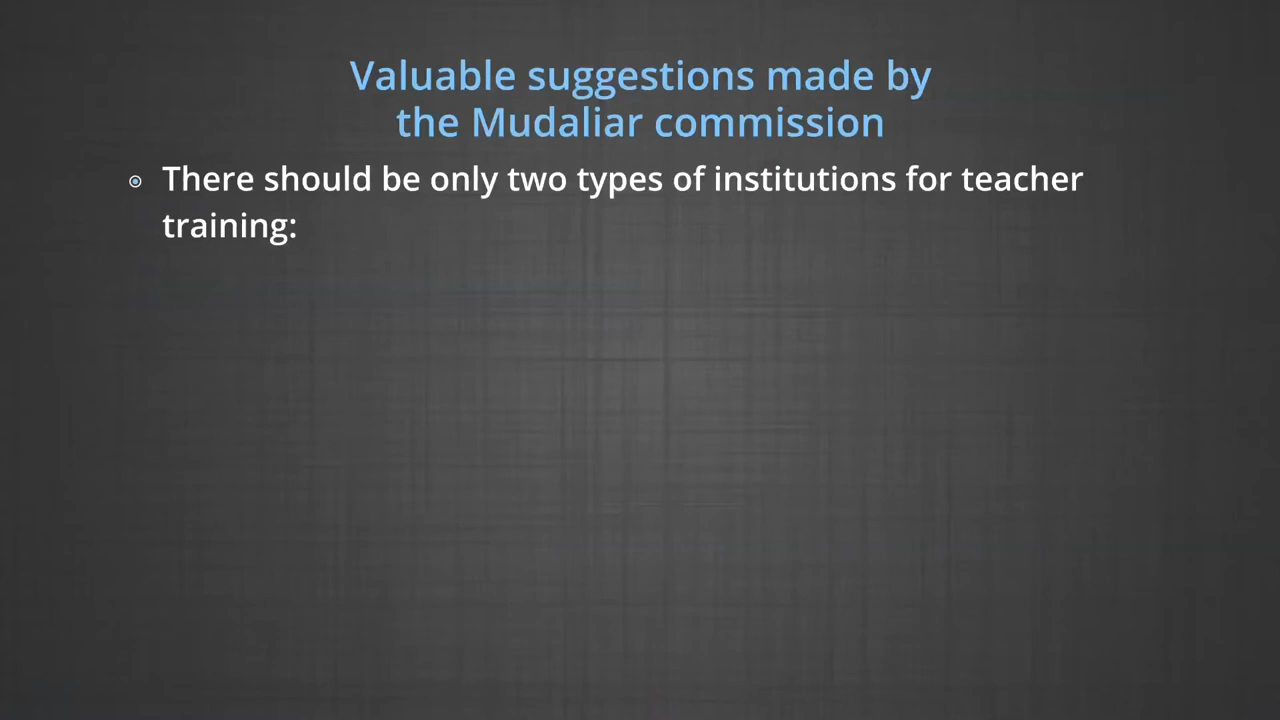 Valuable suggestions made by
the Mudaliar commission
There should be only two types of institutions for teacher
training: